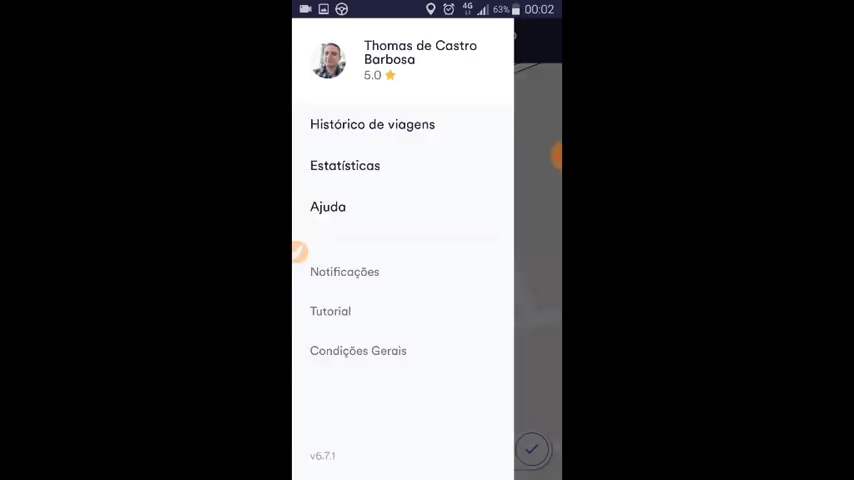 4G 63% 00:02
Thomas de Castro
Barbosa
5.0
Histórico de viagens
Estatísticas
Ajuda
Notificações
Tutorial
Condições Gerais
v6.7.1